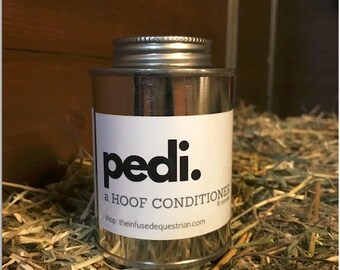 pedi.
a HOOF CONDITIONER
shop: theinfusedequestrian.com